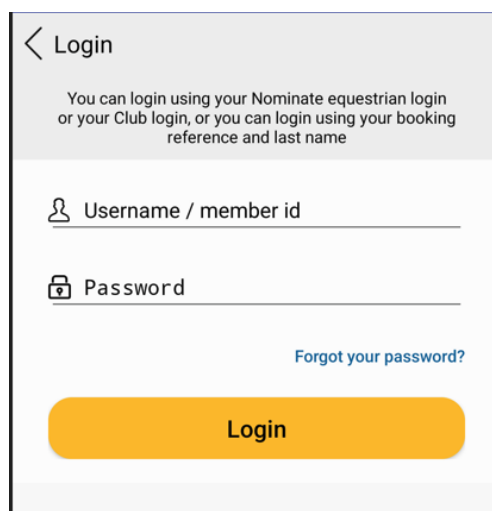 Login
You can login using your Nominate equestrian login
or your Club login, or you can login using your booking
reference and last name
Username / member id
Password
Forgot your password?
Login